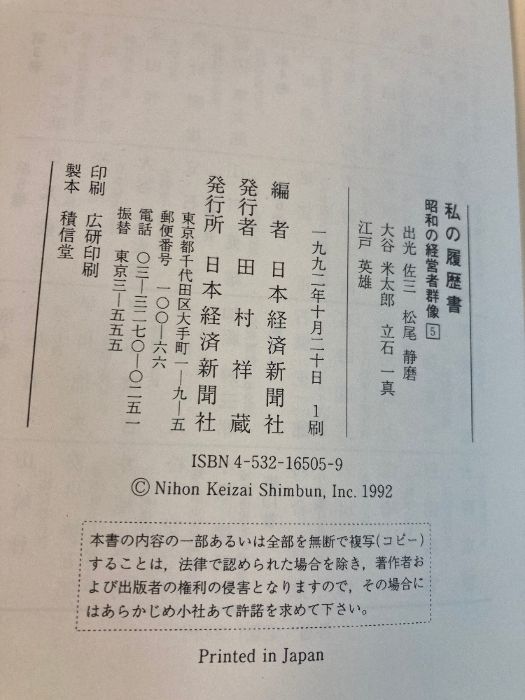 私の履歴書
昭和の経営者群像 5
出光 佐三 松尾 静磨
大谷 米太郎 立石 一真
江戸 英雄
一九九二年十月二十日 1刷
編者 日本経済新聞社
発行者 田村祥蔵
発行所 日本経済新聞社
東京都千代田区大手町一―九―五
郵便番号 一〇〇―六六
電話 〇三―三二七〇―〇二五一
振替 東京三―五五五
印刷 広研印刷
製本 積信堂
ISBN 4-532-16505-9
© Nihon Keizai Shimbun, Inc. 1992
本書の内容の一部あるいは全部を無断で複写(コピー)
することは，法律で認められた場合を除き，著作者お
よび出版者の権利の侵害となりますので，その場合に
はあらかじめ小社あて許諾を求めて下さい。
Printed in Japan